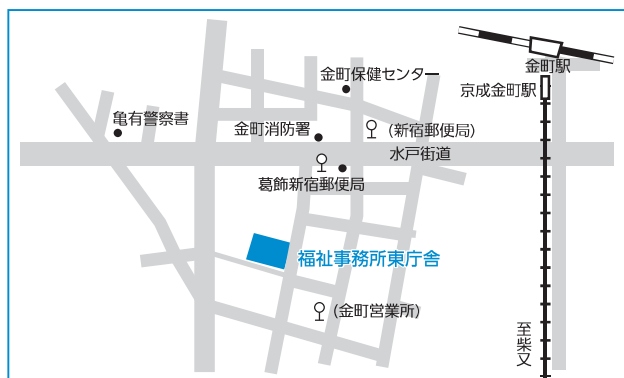 金町駅
京成金町駅
金町保健センター
亀有警察書
金町消防署
(新宿郵便局)
水戸街道
葛飾新宿郵便局
福祉事務所東庁舎
(金町営業所)
至柴又